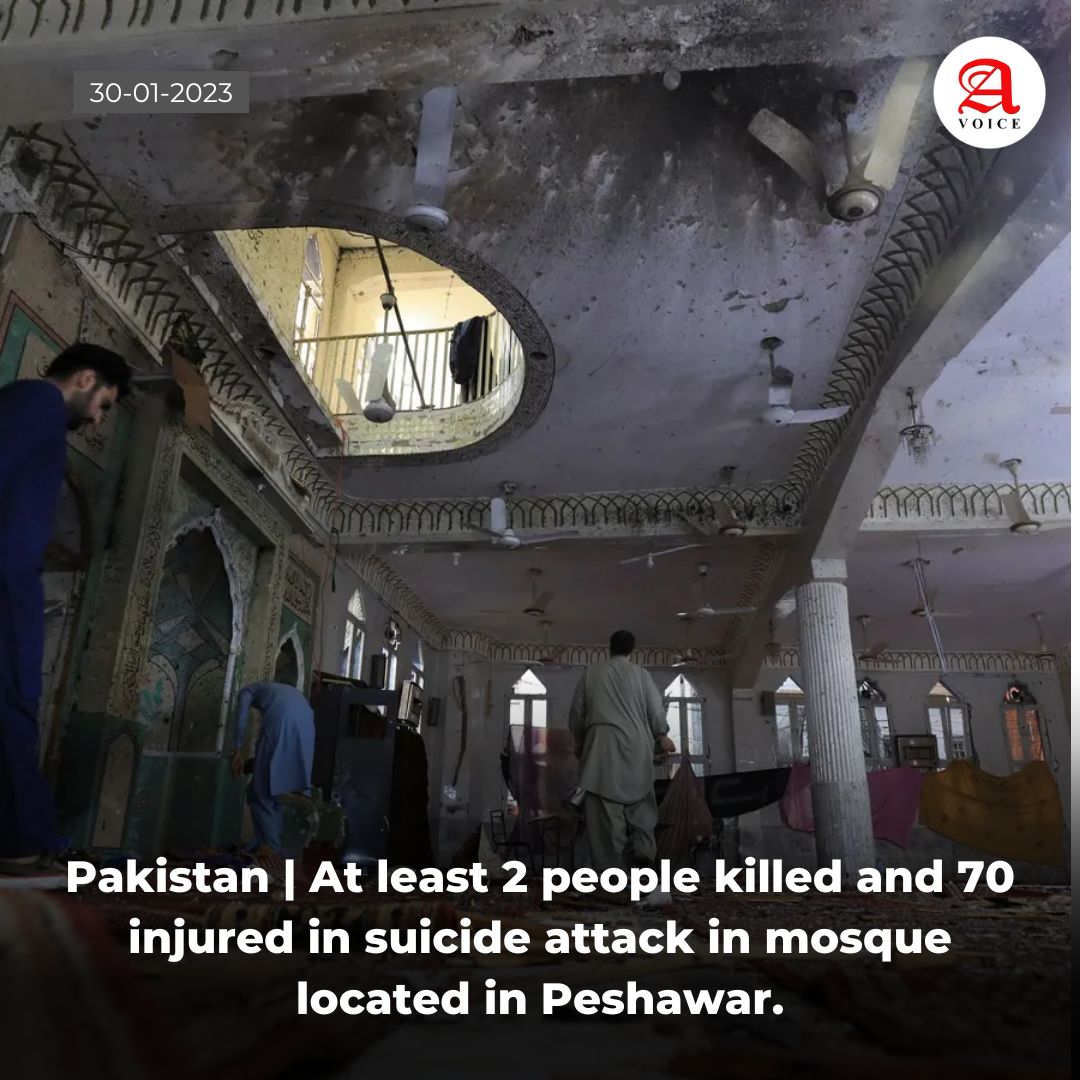 30-01-2023
A
VOICE
Pakistan | At least 2 people killed and 70
injured in suicide attack in mosque
located in Peshawar.